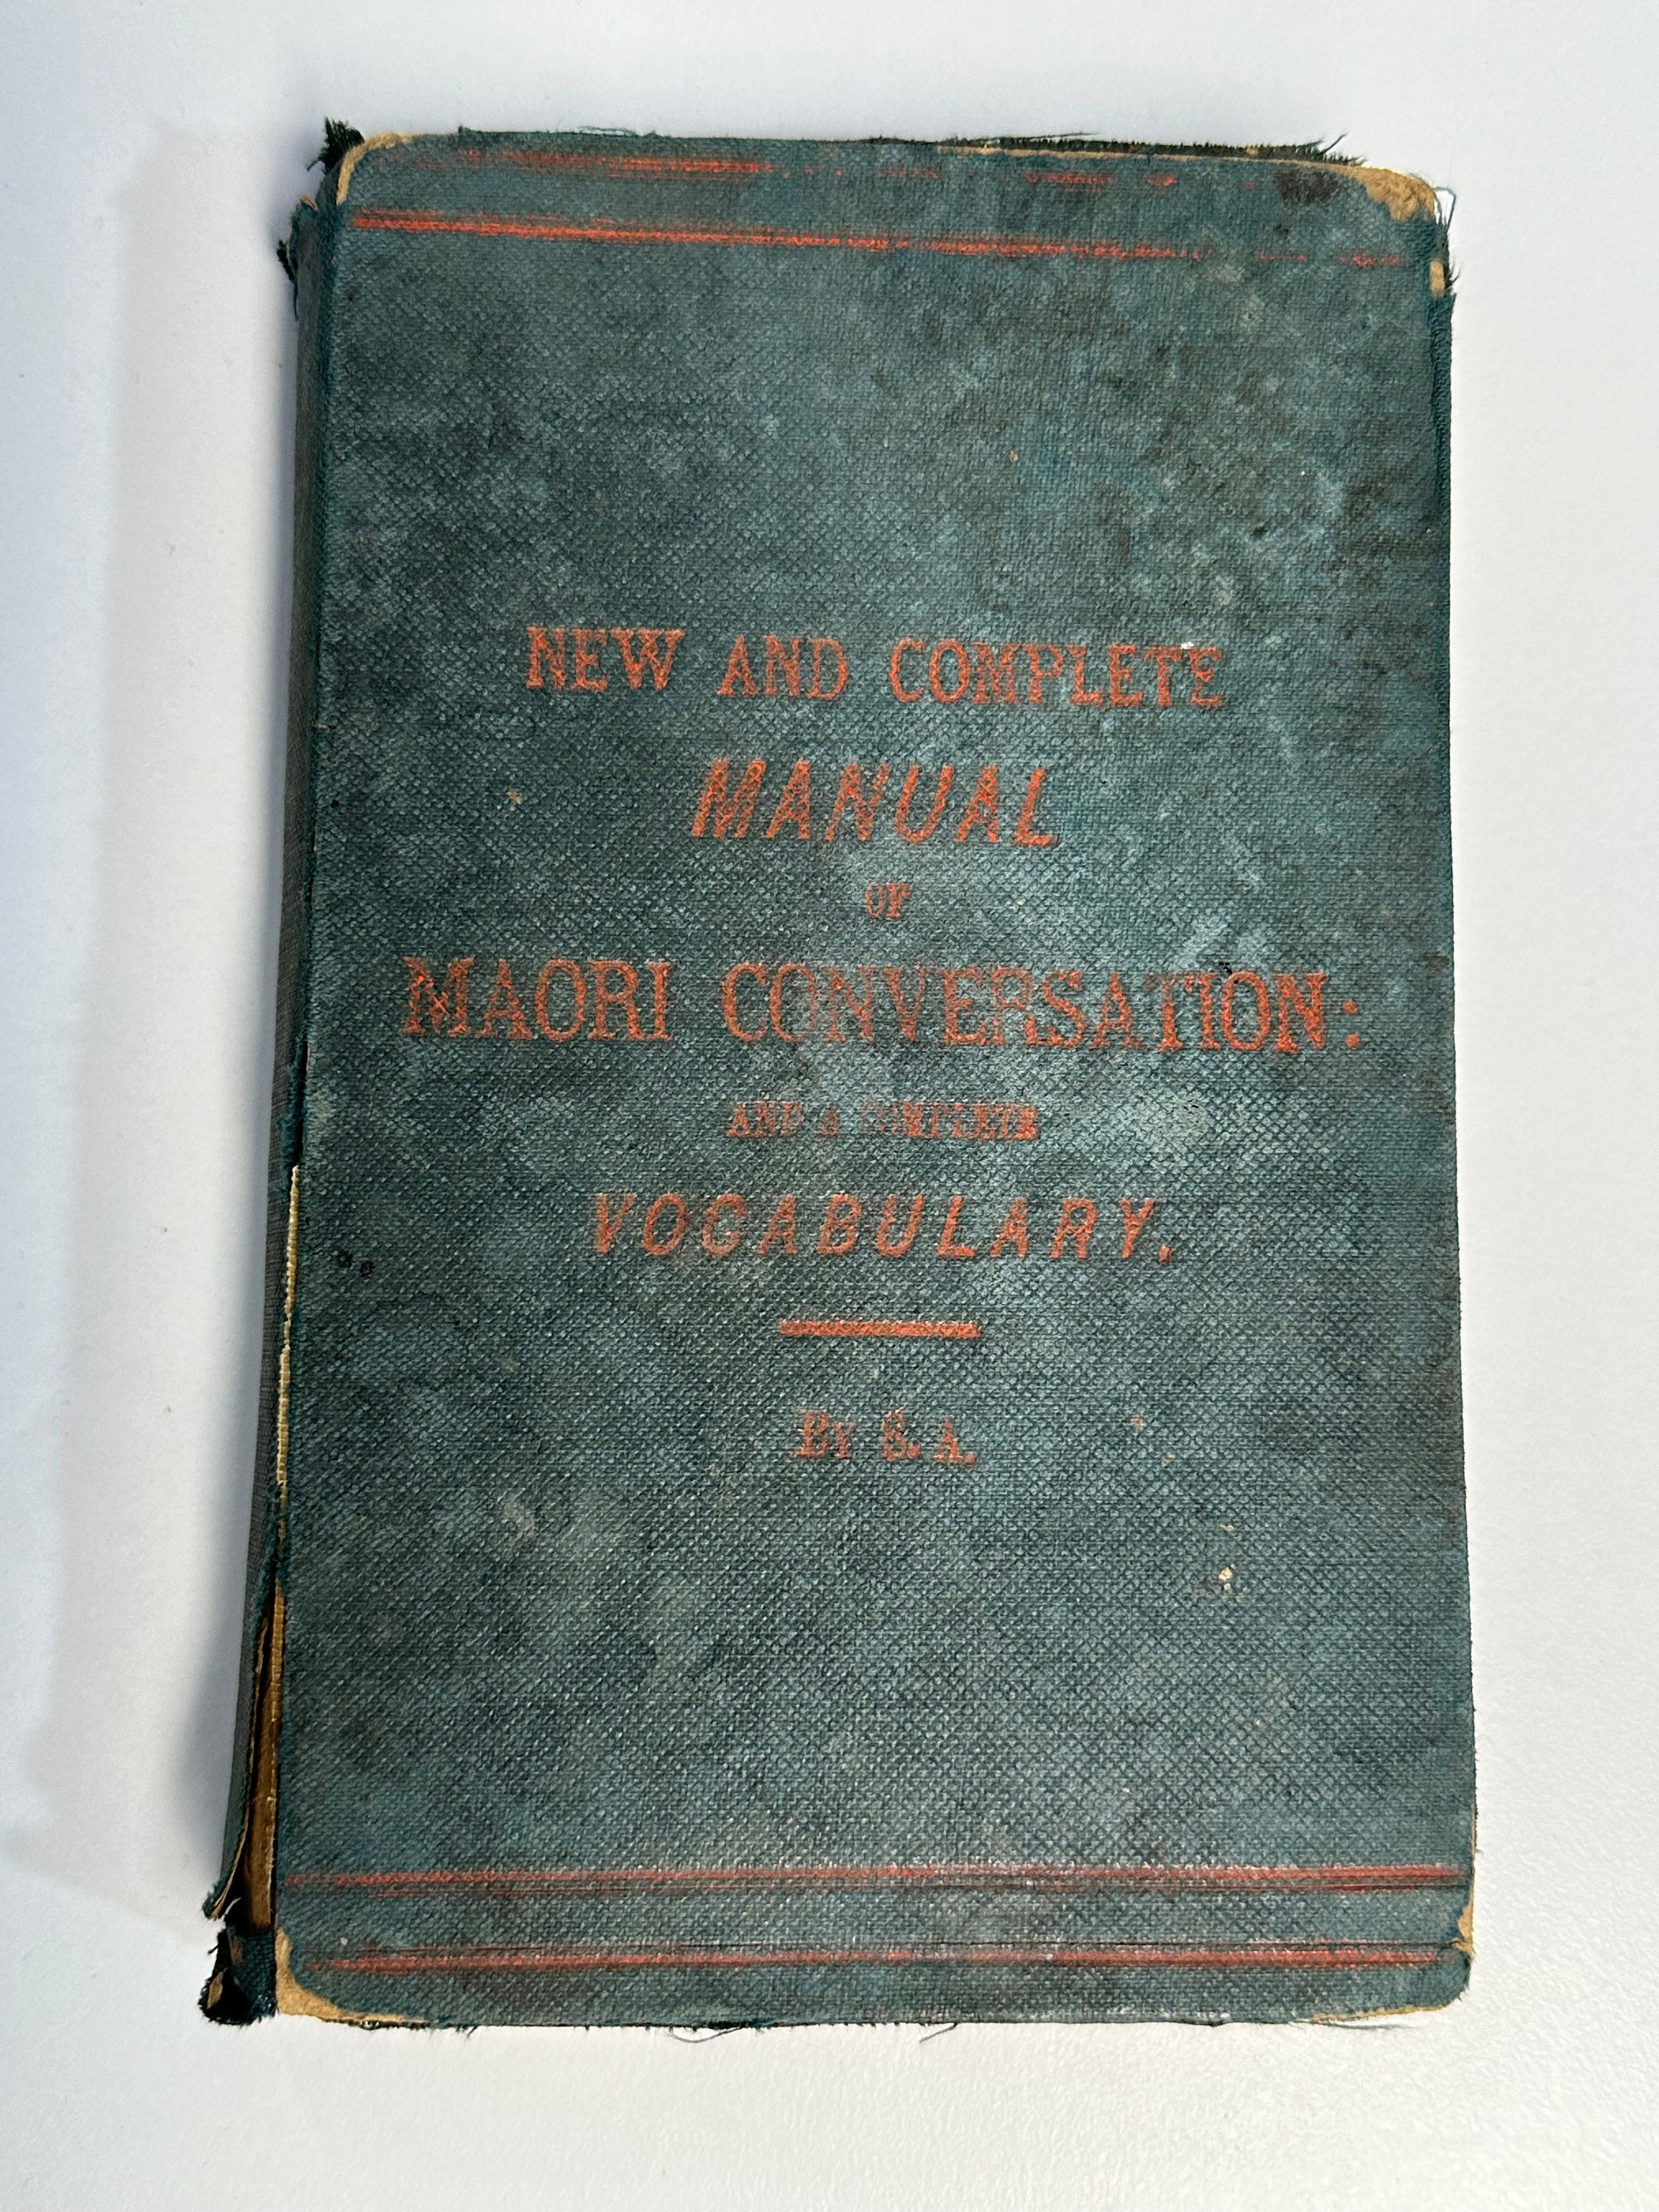 NEW AND COMPLETE
MANUAL
OF
MAORI CONVERSATION:
AND A COMPLETE
VOCABULARY.
BY S. A.